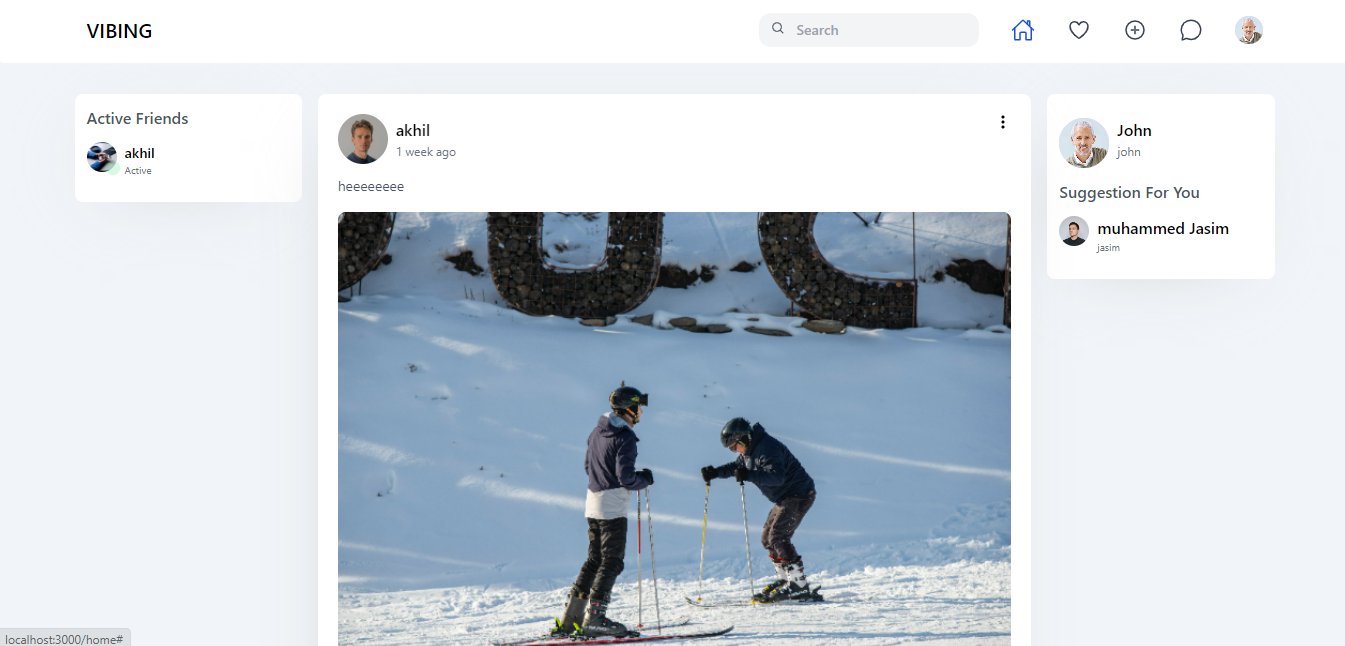 VIBING
Search
Active Friends
akhil
Active
akhil
1 week ago
heeeeeeee
John
john
Suggestion For You
muhammed Jasim
jasim
localhost:3000/home#